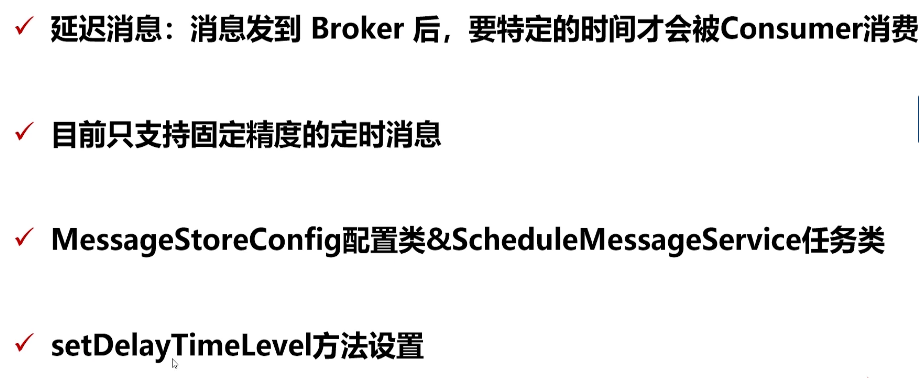 延迟消息：消息发到 Broker 后，要特定的时间才会被Consumer消费
目前只支持固定精度的定时消息
MessageStoreConfig配置类&ScheduleMessageService任务类
setDelayTimeLevel方法设置